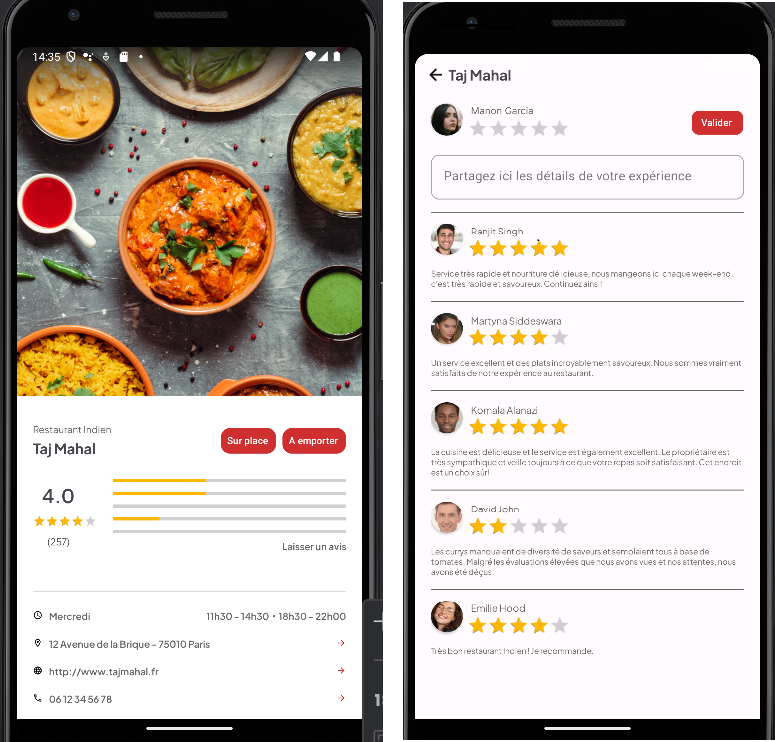 14:35
Restaurant Indien
Taj Mahal
Sur place
A emporter
4.0
(257)
Laisser un avis
Mercredi
11h30 - 14h30 • 18h30 - 22h00
12 Avenue de la Brique - 75010 Paris
http://www.tajmahal.fr
06 12 34 56 78
Taj Mahal
Manon Garcia
Valider
Partagez ici les détails de votre expérience
Ranjit Singh
Service très rapide et nourriture délicieuse, nous mangeons ici chaque week-end,
c'est très rapide et savoureux. Continuez ainsi !
Martyna Siddeswara
Un service excellent et des plats incroyablement savoureux. Nous sommes vraiment
satisfaits de notre expérience au restaurant.
Komala Alanazi
La cuisine est délicieuse et le service est également excellent. Le propriétaire est
très sympathique et veille toujours à ce que votre repas soit satisfaisant. Cet endroit
est un choix sûr!
David John
Les currys manquaient de diversité de saveurs et semblaient tous à base de
tomates. Malgré les évaluations élevées que nous avons vues et nos attentes, nous
avons été déçus.
Emilie Hood
Très bon restaurant Indien ! Je recommande.